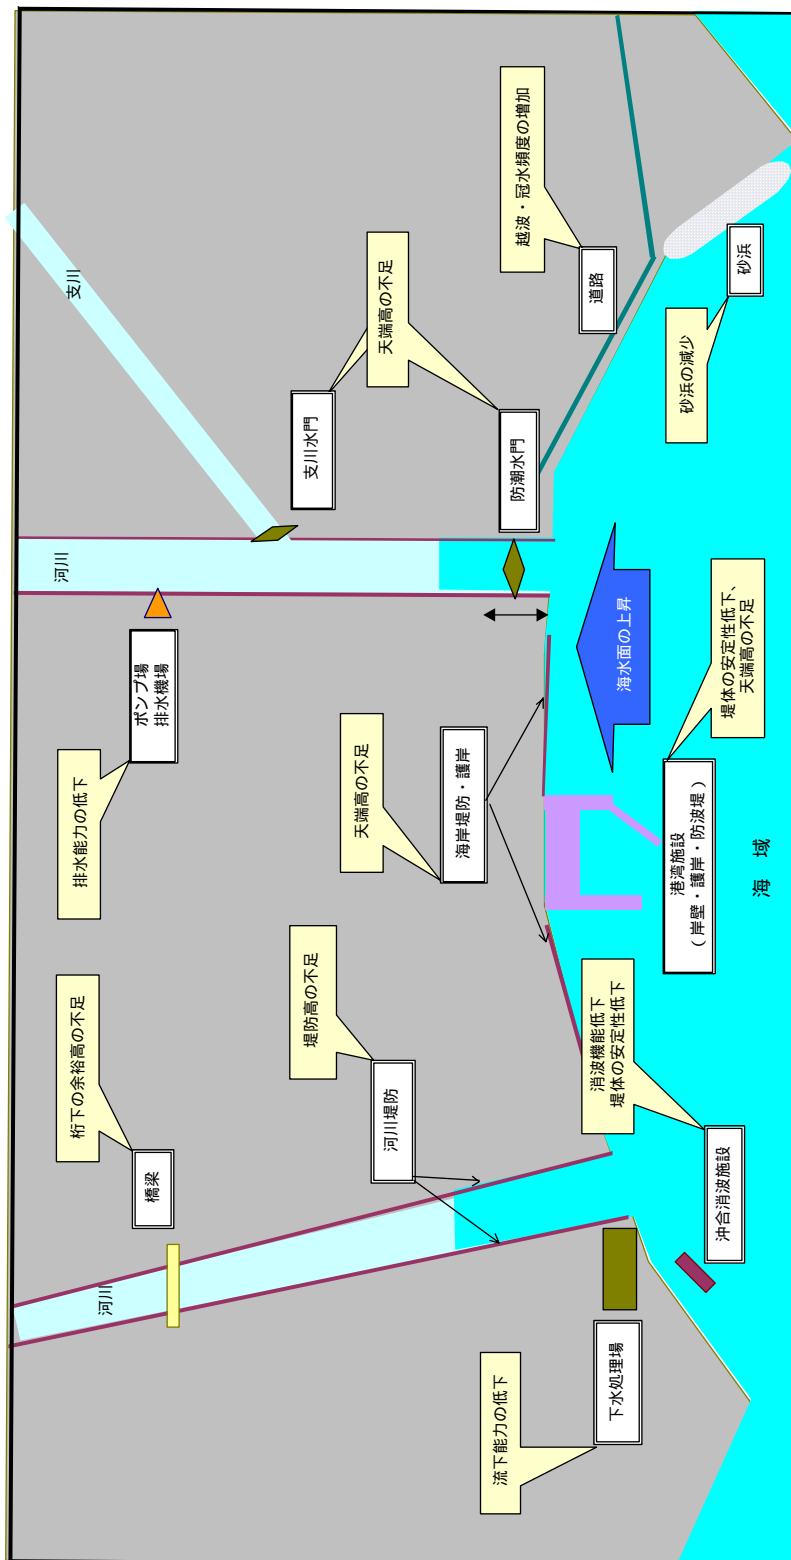 河川
橋梁
桁下の余裕高の不足
排水能力の低下
ポンプ場
排水機場
河川
支川
河川堤防
堤防高の不足
天端高の不足
支川水門
天端高の不足
海岸堤防・護岸
防潮水門
流下能力の低下
越波・冠水頻度の増加
下水処理場
消波機能低下
堤体の安定性低下
海水面の上昇
道路
港湾施設
（岸壁・護岸・防波堤）
砂浜の減少
沖合消波施設
堤体の安定性低下、
天端高の不足
砂浜
海 域